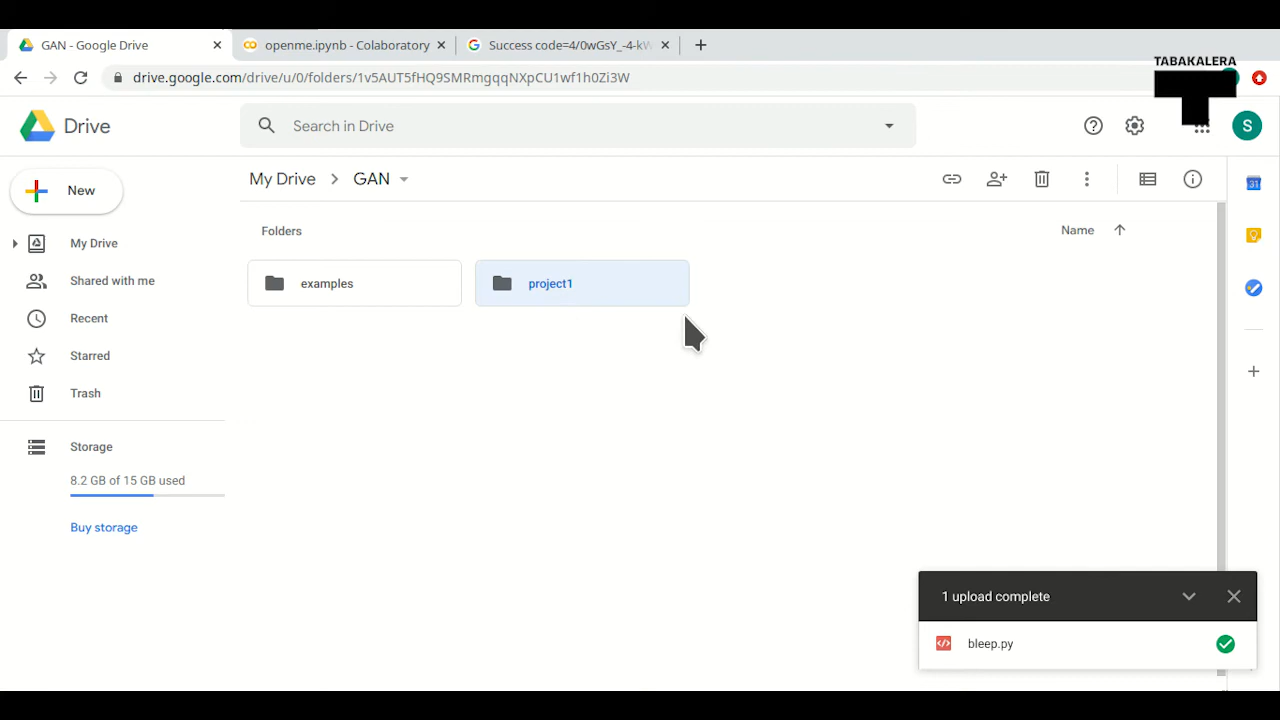 GAN - Google Drive
openme.ipynb - Colaboratory
Success code=4/0wGsY_-4-kW
TABAKALERA
drive.google.com/drive/u/0/folders/1v5AUT5fHQ9SMRmgqqNXpCU1wf1h0Zi3W
Drive
Search in Drive
S
New
My Drive
GAN
31
My Drive
Folders
Name
Shared with me
examples
project1
Recent
Starred
Trash
Storage
8.2 GB of 15 GB used
Buy storage
1 upload complete
bleep.py